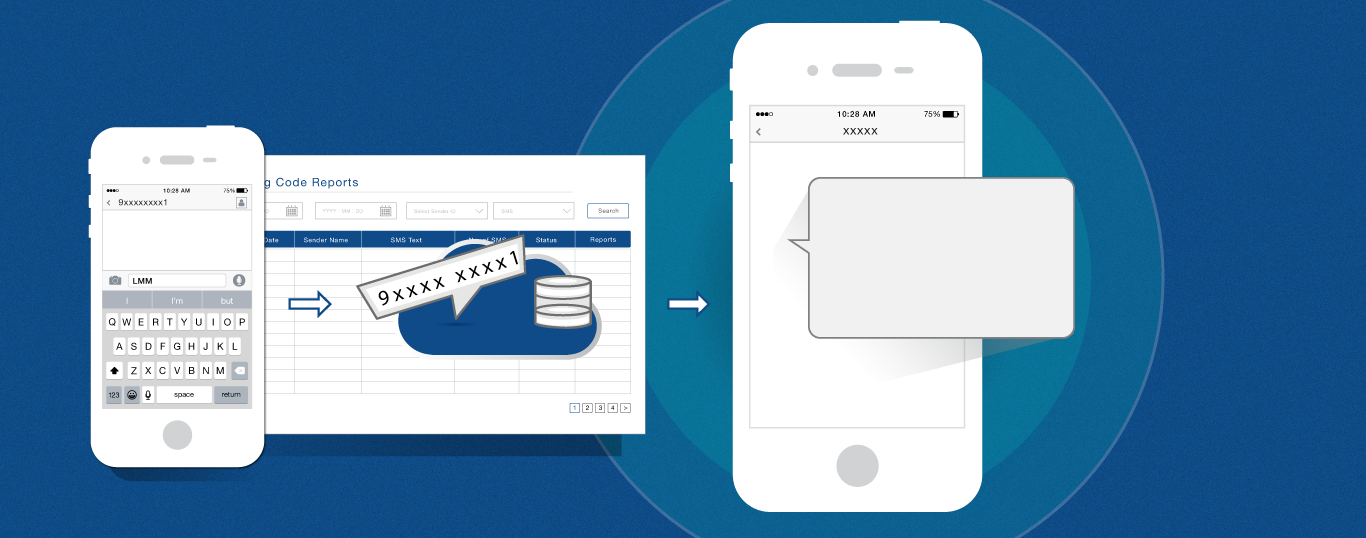 10:28 AM 75%
9xxxxxxxx1
LMM
I I'm but
Q W E R T Y U I O P
A S D F G H J K L
Z X C V B N M
123 space return
g Code Reports
YYYY - MM - DD Select Sender ID SMS Search
Date Sender Name SMS Text No of SMS Status Reports
9xxxx xxxx1
1 2 3 4 >
10:28 AM 75%
XXXXX